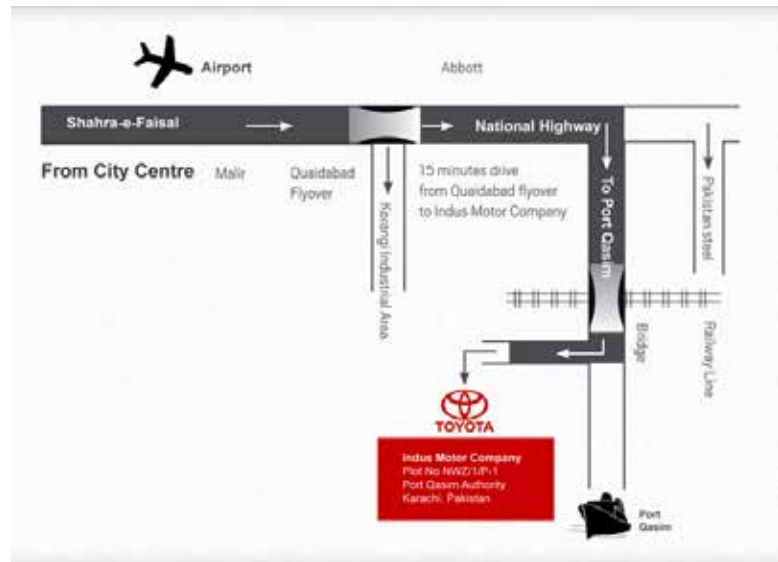 Airport
Abbott
Shahra-e-Faisal
National Highway
From City Centre
Malir
Quaidabad
Flyover
15 minutes drive
from Quaidabad flyover
to Indus Motor Company
Korangi Industrial Area
To Port Qasim
Pakistan steel
Bridge
Railway Line
TOYOTA
Indus Motor Company
Plot No NWZ/1/P-1
Port Qasim Authority
Karachi, Pakistan
Port
Qasim